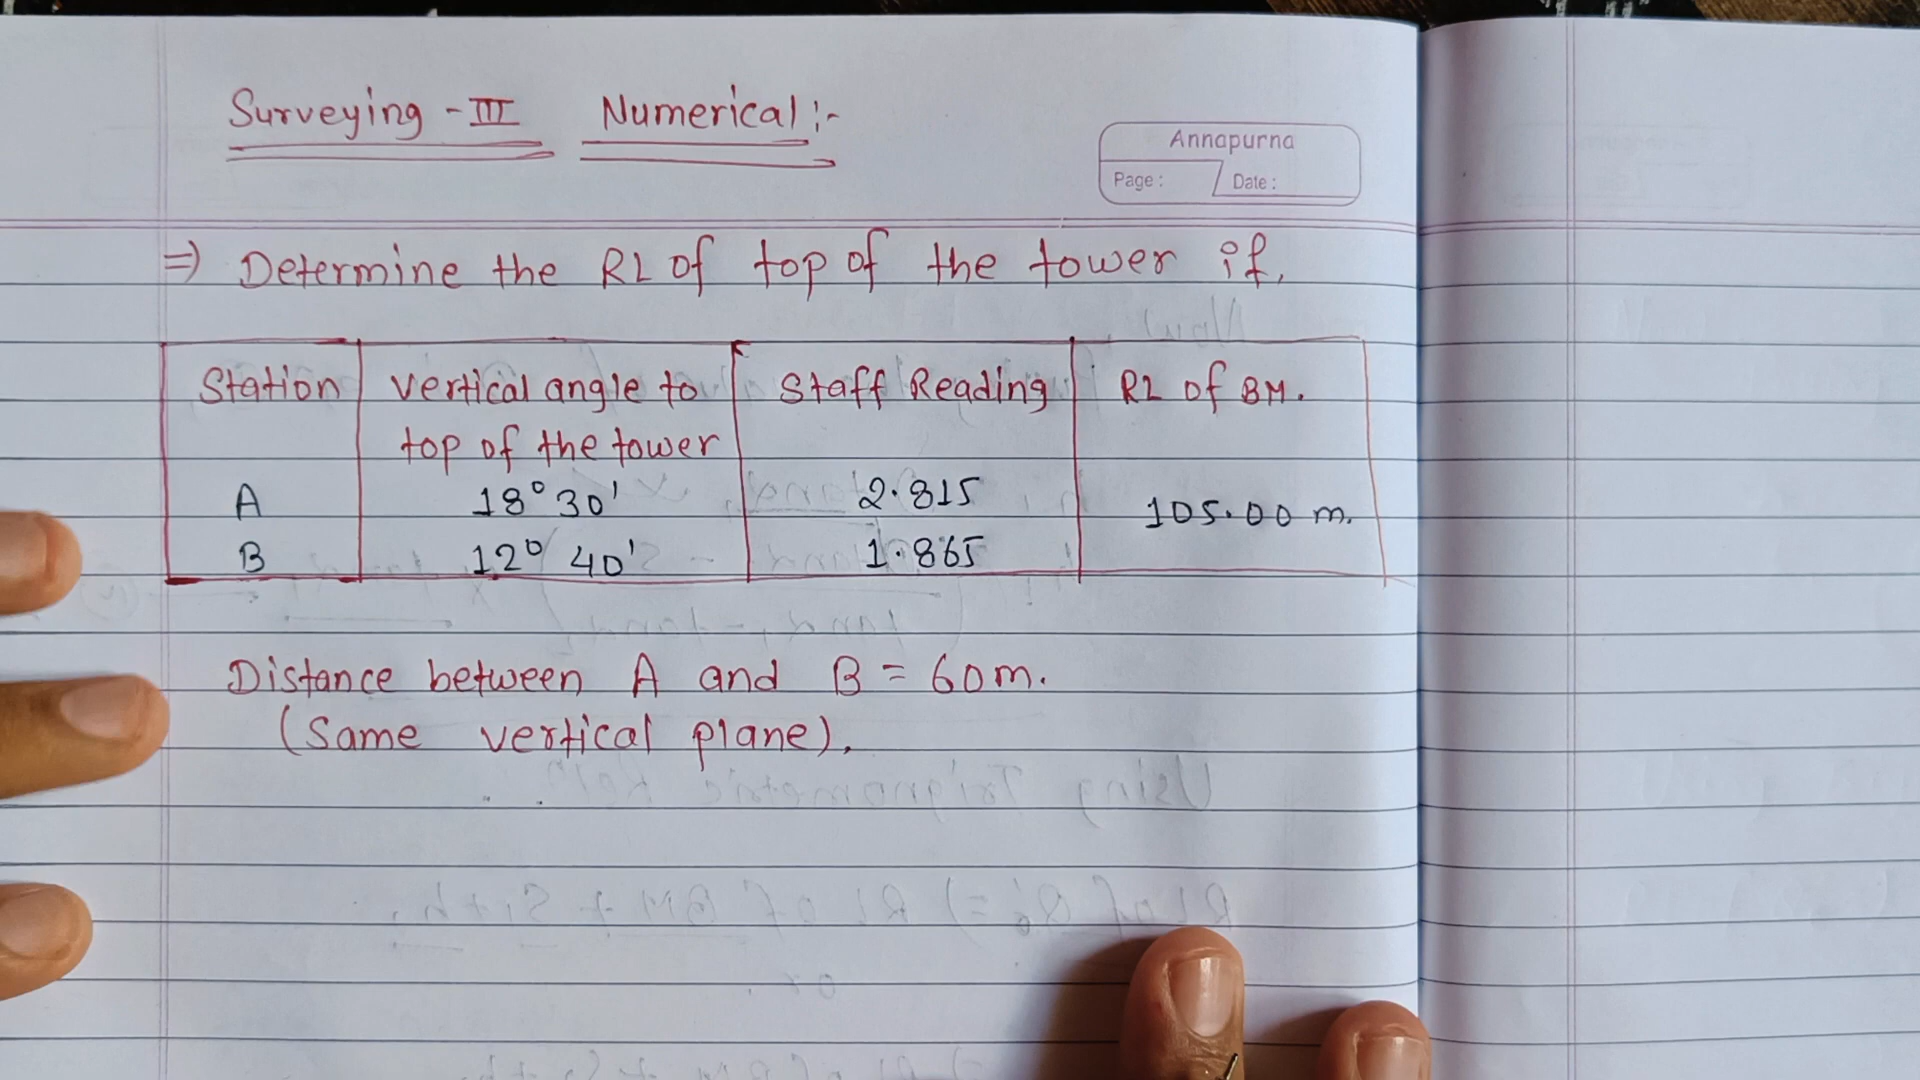 Surveying - III Numerical :-
Annapurna
Page : Date :
⇒ Determine the RL of top of the tower if,
Station Vertical angle to top of the tower Staff Reading RL of BM.
A 18° 30' 2.815 105.00 m.
B 12° 40' 1.865
Distance between A and B = 60m.
(Same vertical plane).